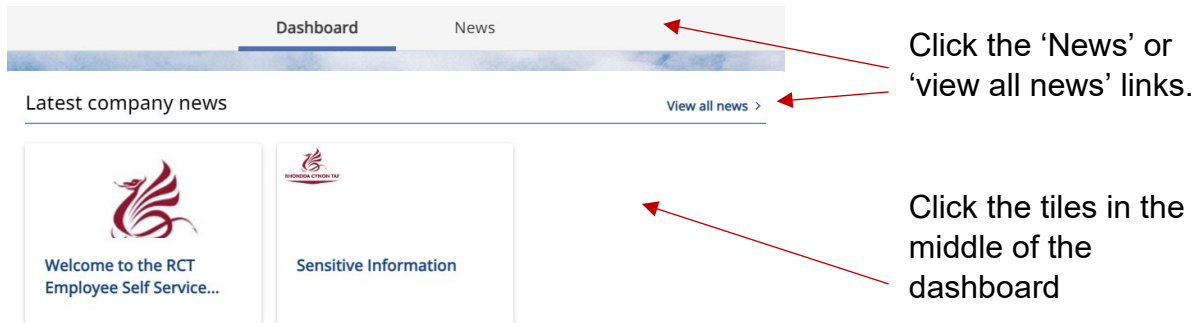 Dashboard News
Click the ‘News’ or
‘view all news’ links.
Latest company news
View all news >
RHONDDA CYNON TAF
Welcome to the RCT
Employee Self Service...
Sensitive Information
Click the tiles in the
middle of the
dashboard